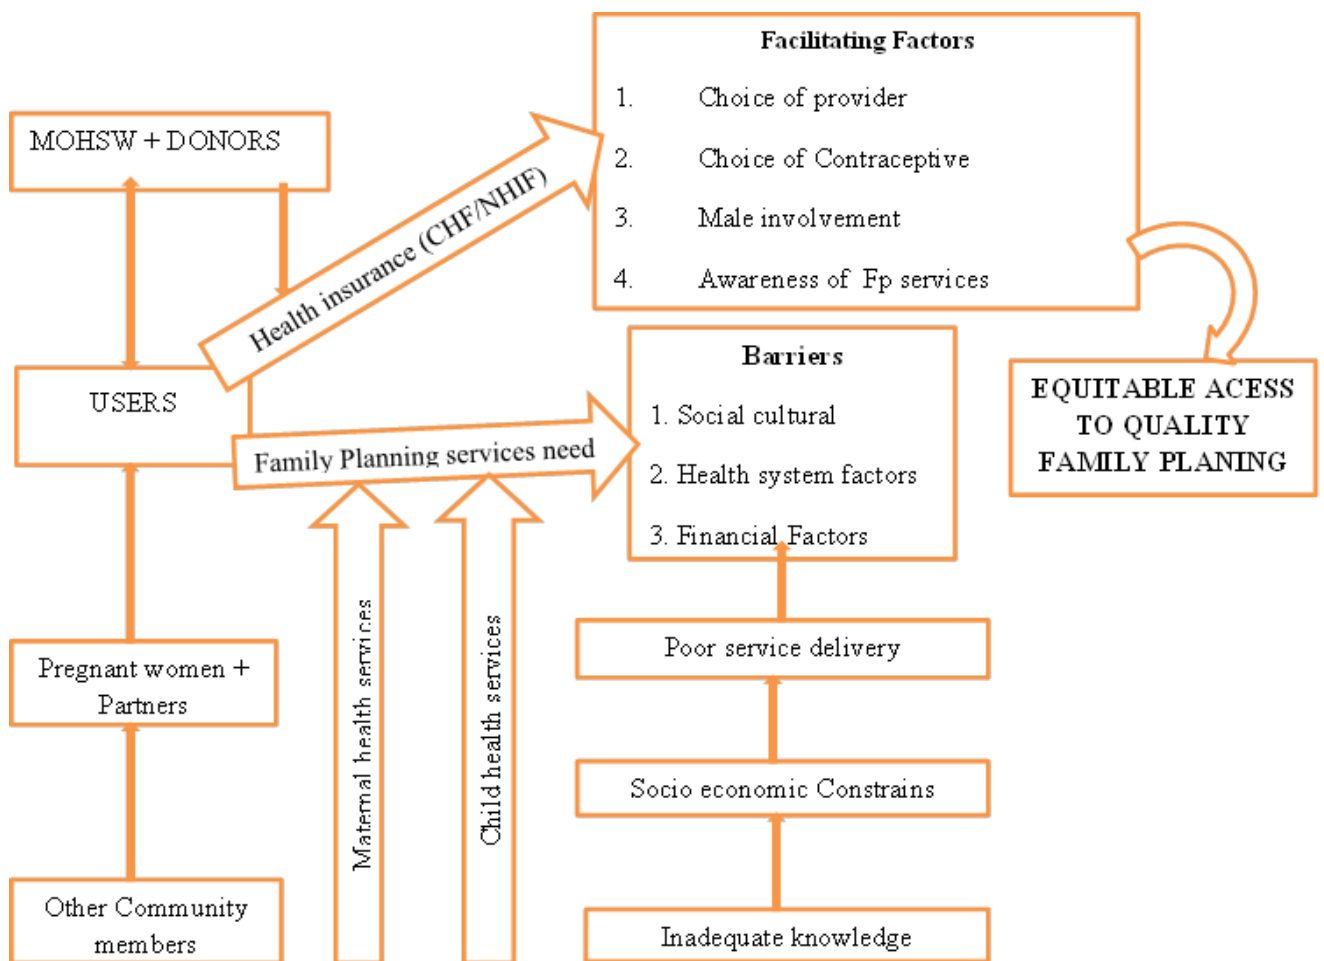 Facilitating Factors
1. Choice of provider
2. Choice of Contraceptive
3. Male involvement
4. Awareness of Fp services
MOHSW + DONORS
Health insurance (CHF/NHIF)
USERS
Family Planning services need
Barriers
1. Social cultural
2. Health system factors
3. Financial Factors
EQUITABLE ACESS
TO QUALITY
FAMILY PLANING
Pregnant women +
Partners
Maternal health services
Child health services
Poor service delivery
Socio economic Constrains
Other Community
members
Inadequate knowledge